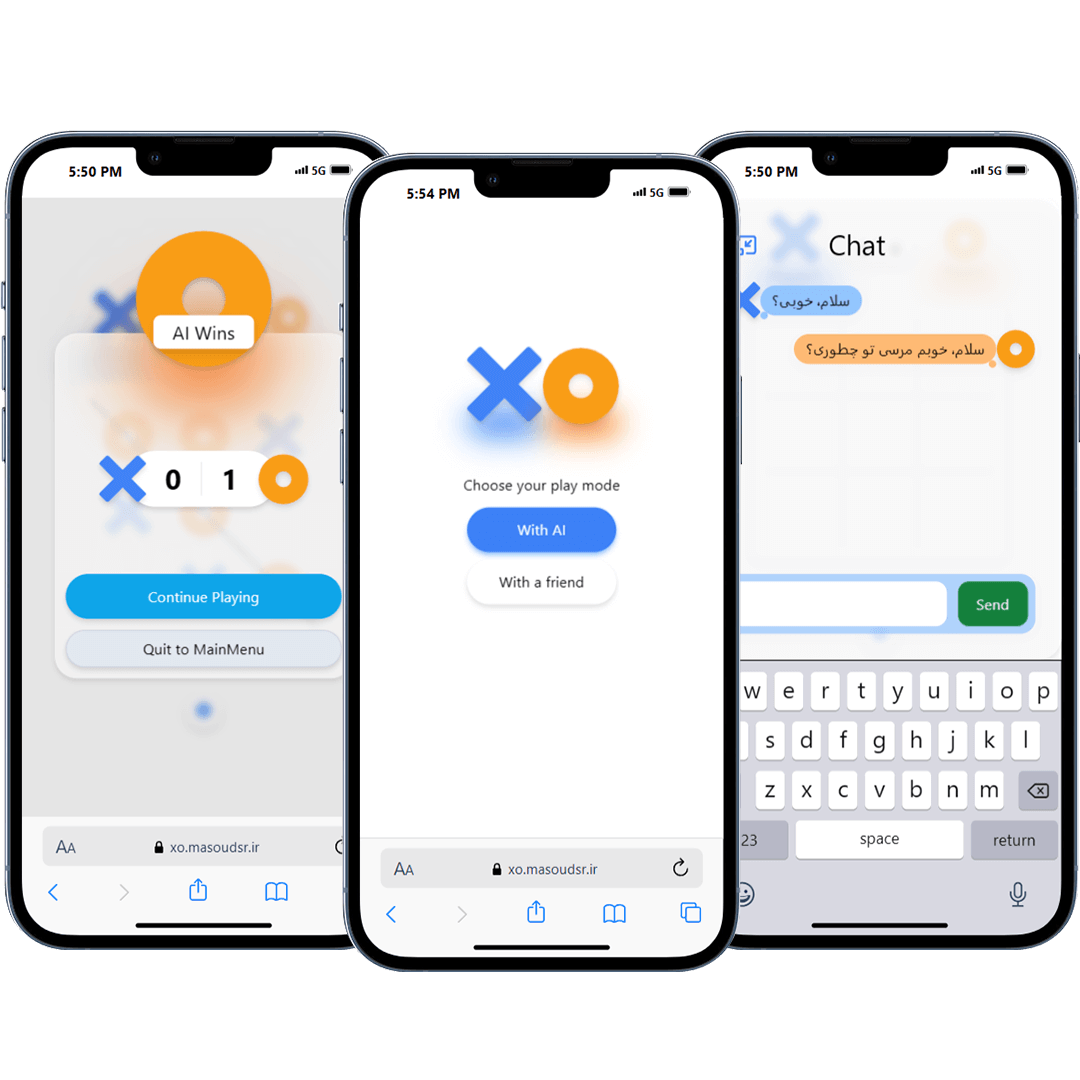 5:50 PM
5G
AI Wins
0 1
Continue Playing
Quit to MainMenu
AA
xo.masoudsr.ir
5:54 PM
5G
XO
Choose your play mode
With AI
With a friend
AA
xo.masoudsr.ir
5:50 PM
5G
Chat
سلام، خوبی؟
سلام، خوبم مرسی تو چطوری؟
Send
w e r t y u i o p
s d f g h j k l
z x c v b n m
23 space return